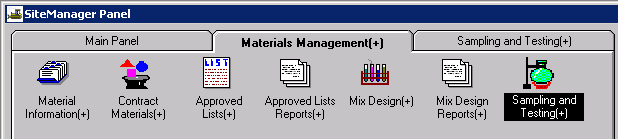 SiteManager Panel
Main Panel
Materials Management(+)
Sampling and Testing(+)
LIST
Material
Information(+)
Contract
Materials(+)
Approved
Lists(+)
Approved Lists
Reports(+)
Mix Design(+)
Mix Design
Reports(+)
Sampling and
Testing(+)